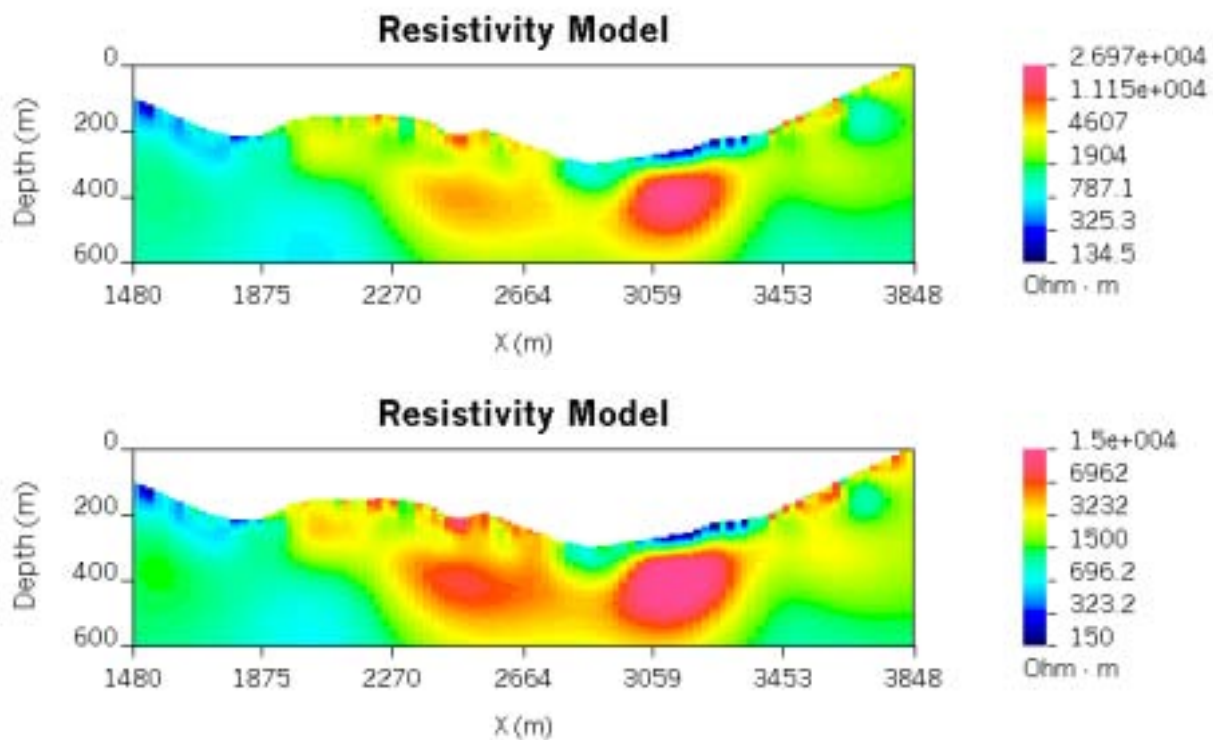 Resistivity Model
0
200
400
600
Depth (m)
1480 1875 2270 2664 3059 3453 3848
X (m)
2.697e+004
1.115e+004
4607
1904
787.1
325.3
134.5
Ohm · m
Resistivity Model
0
200
400
600
Depth (m)
1480 1875 2270 2664 3059 3453 3848
X (m)
1.5e+004
6962
3232
1500
696.2
323.2
150
Ohm · m